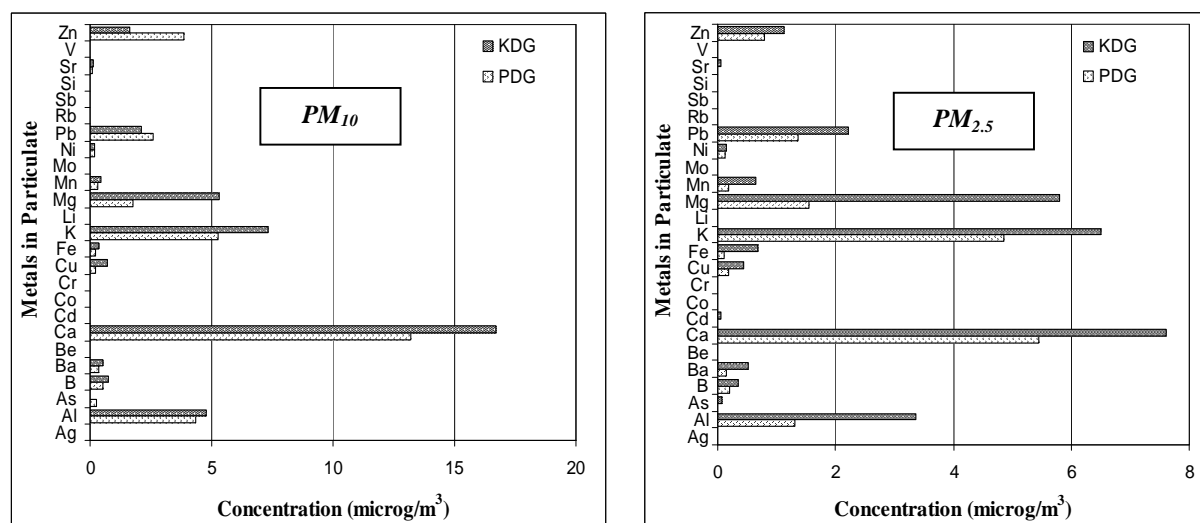 Zn
V
Sr
Si
Sb
Rb
Pb
Ni
Mo
Mn
Mg
Li
K
Fe
Cu
Cr
Co
Cd
Ca
Be
Ba
B
As
Al
Ag
Metals in Particulate
KDG
PDG
PM10
0 5 10 15 20
Concentration (microg/m³)
Zn
V
Sr
Si
Sb
Rb
Pb
Ni
Mo
Mn
Mg
Li
K
Fe
Cu
Cr
Co
Cd
Ca
Be
Ba
B
As
Al
Ag
Metals in Particulate
KDG
PDG
PM2.5
0 2 4 6 8
Concentration (microg/m³)